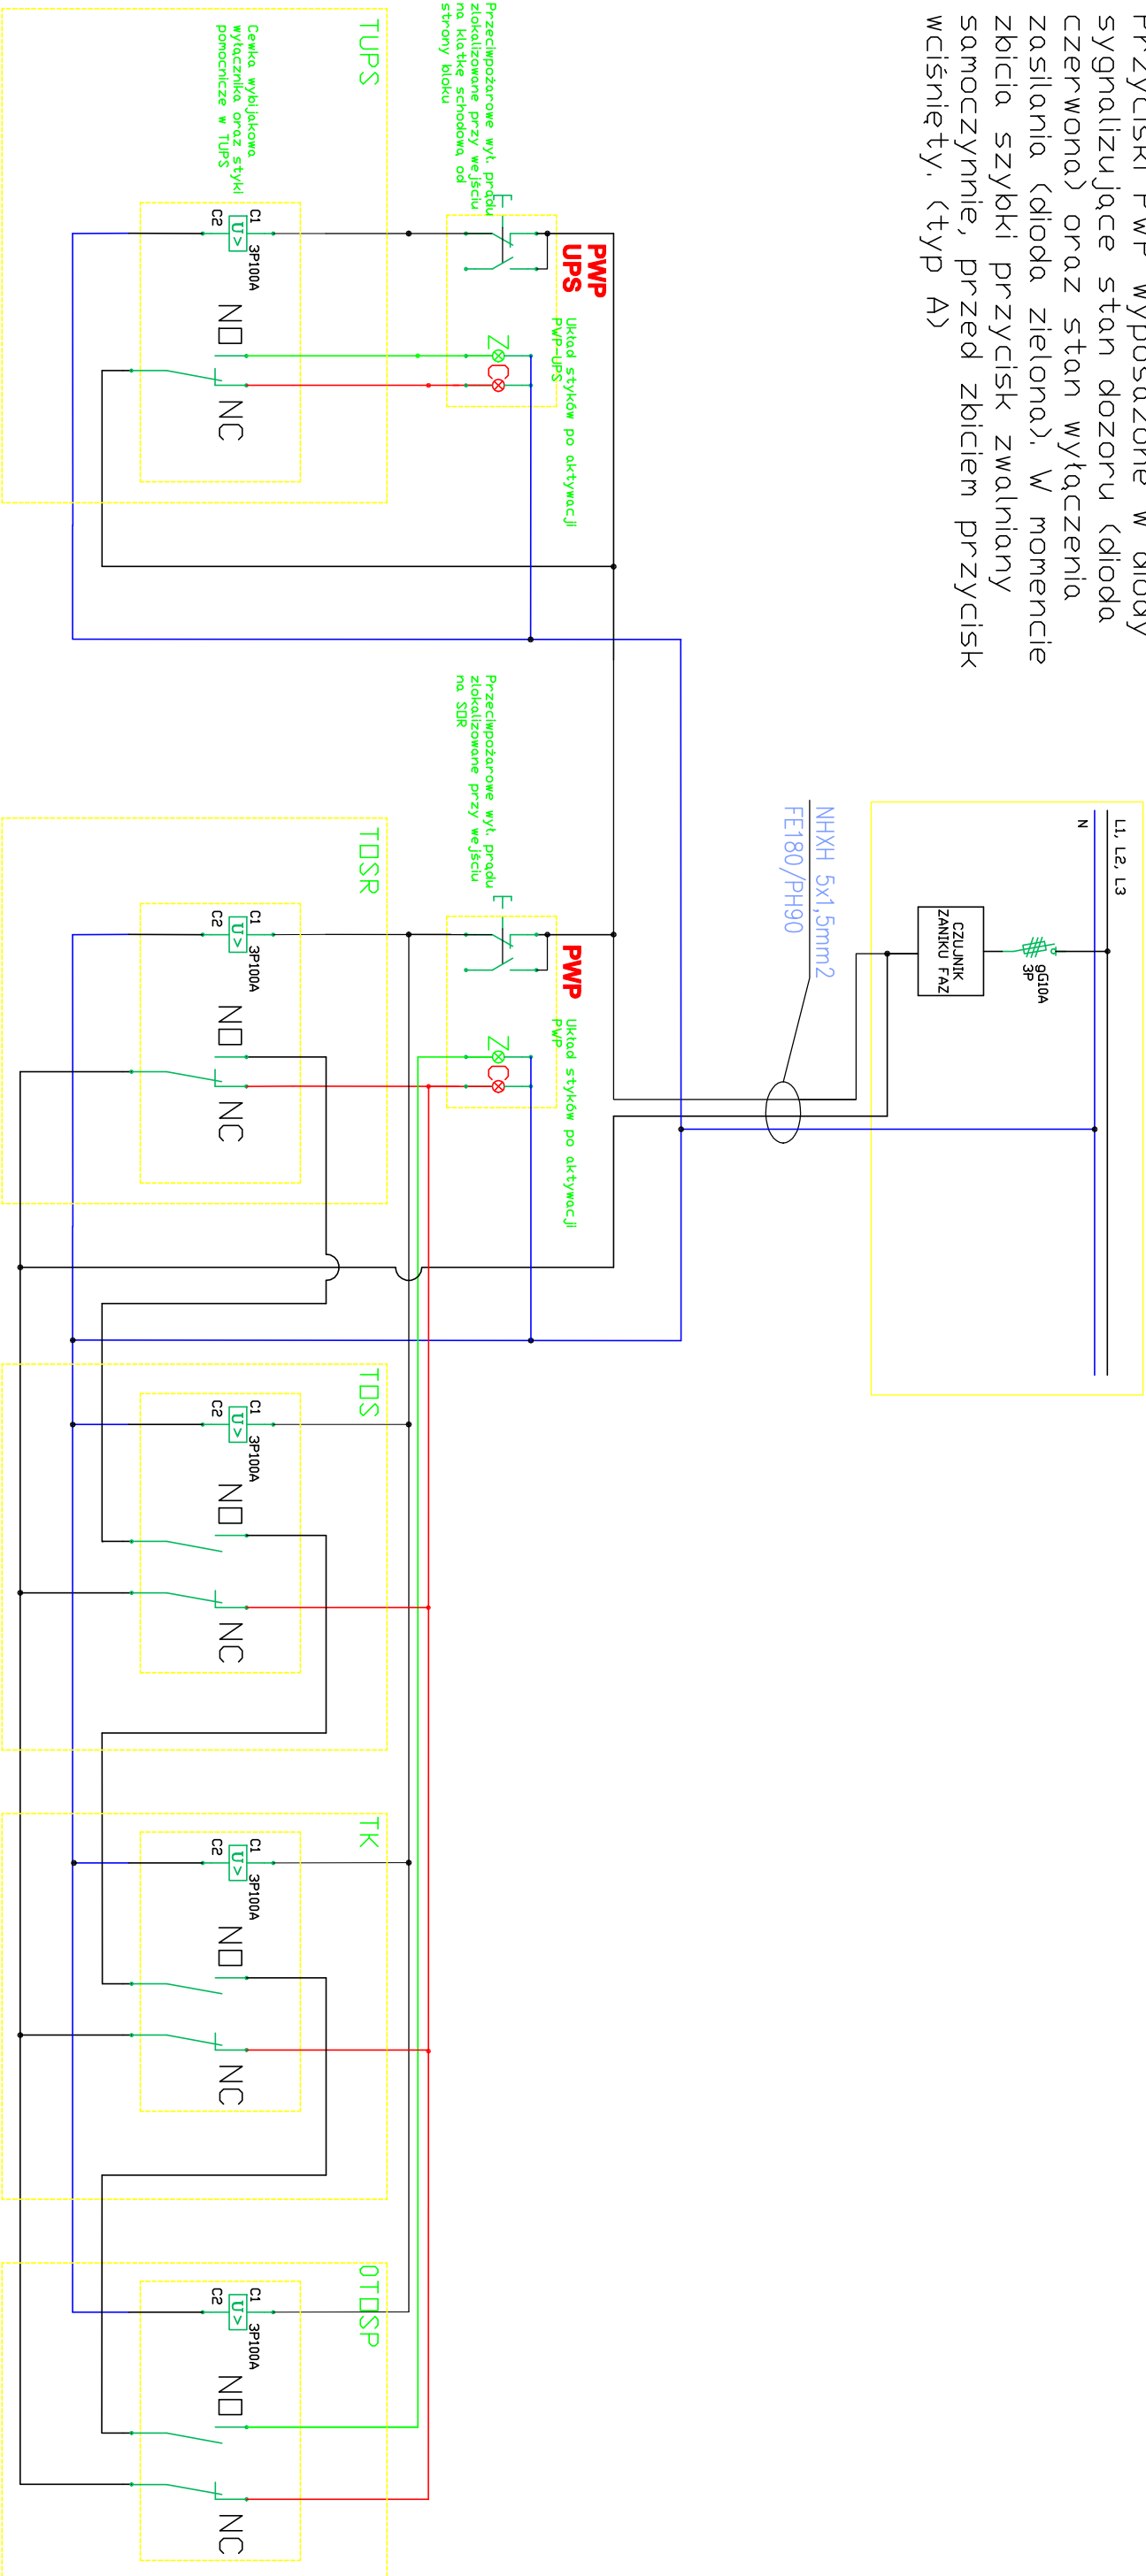 Przyciski PWP wyposażone w diody
sygnalizujące stan dozoru (dioda
czerwona) oraz stan wyłączenia
zasilania (dioda zielona). W momencie
zbicia szybki przycisk zwalniany
samoczynnie, przed zbiciem przycisk
wciśnięty. (typ A)
L1, L2, L3
N
gG10A
3P
CZUJNIK
ZANIKU FAZ
NHXH 5x1,5mm2
FE180/PH90
PWP
UPS
Układ styków po aktywacji
PWP-UPS
Z
C
Przeciwpożarowe wył. prądu
zlokalizowane przy wejściu
na klatkę schodową od
strony bloku
PWP
Układ styków po aktywacji
PWP
Z
C
Przeciwpożarowe wył. prądu
zlokalizowane przy wejściu
na SOR
TUPS
Cewka wybijakowa
wyłącznika oraz styki
pomocnicze w TUPS
C1
3P100A
U>
C2
NO
NC
TOSR
C1
3P100A
U>
C2
NO
NC
TOS
C1
3P100A
U>
C2
NO
NC
TK
C1
3P100A
U>
C2
NO
NC
OTOSP
C1
3P100A
U>
C2
NO
NC